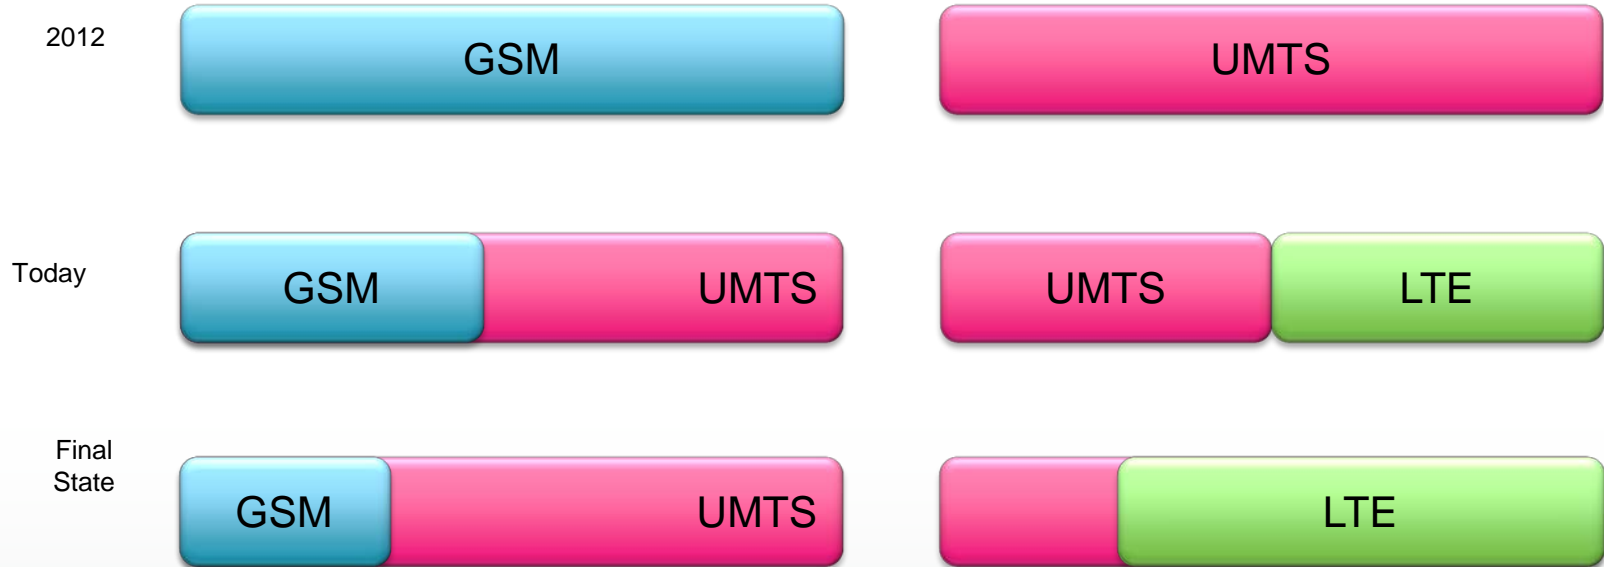 2012
GSM
UMTS
Today
GSM
UMTS
UMTS
LTE
Final
State
GSM
UMTS
LTE